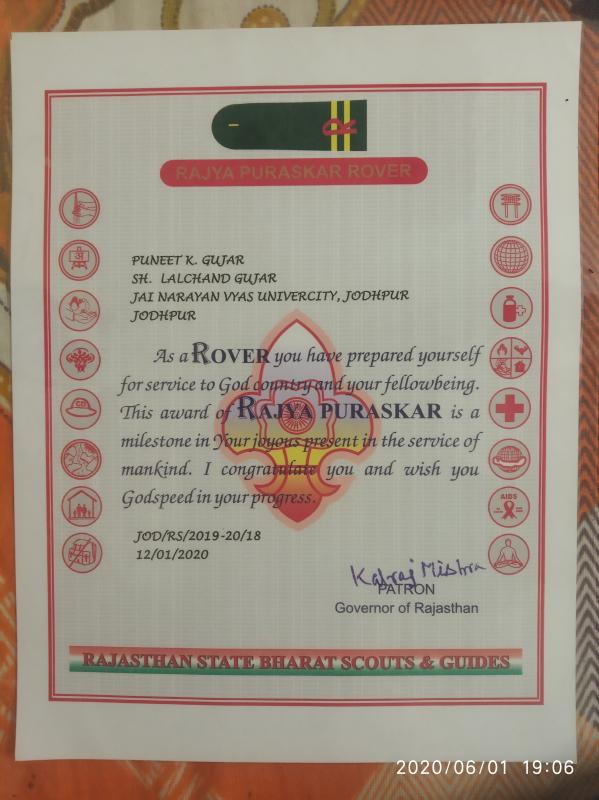 RAJYA PURASKAR ROVER
PUNEET K. GUJAR
SH. LALCHAND GUJAR
JAI NARAYAN VYAS UNIVERCITY, JODHPUR
JODHPUR
As a ROVER you have prepared yourself
for service to God country and your fellowbeing.
This award of RAJYA PURASKAR is a
milestone in Your joyous present in the service of
mankind. I congratulate you and wish you
Godspeed in your progress.
JOD/RS/2019-20/18
12/01/2020
Kalraj Mishra
PATRON
Governor of Rajasthan
RAJASTHAN STATE BHARAT SCOUTS & GUIDES
अ
AIDS
2020/06/01 19:06